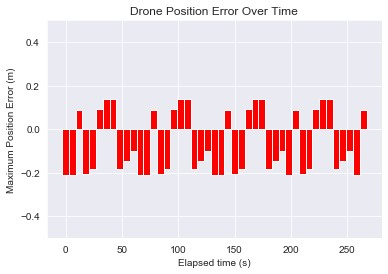 Drone Position Error Over Time
Maximum Position Error (m)
0.4
0.2
0.0
−0.2
−0.4
0 50 100 150 200 250
Elapsed time (s)